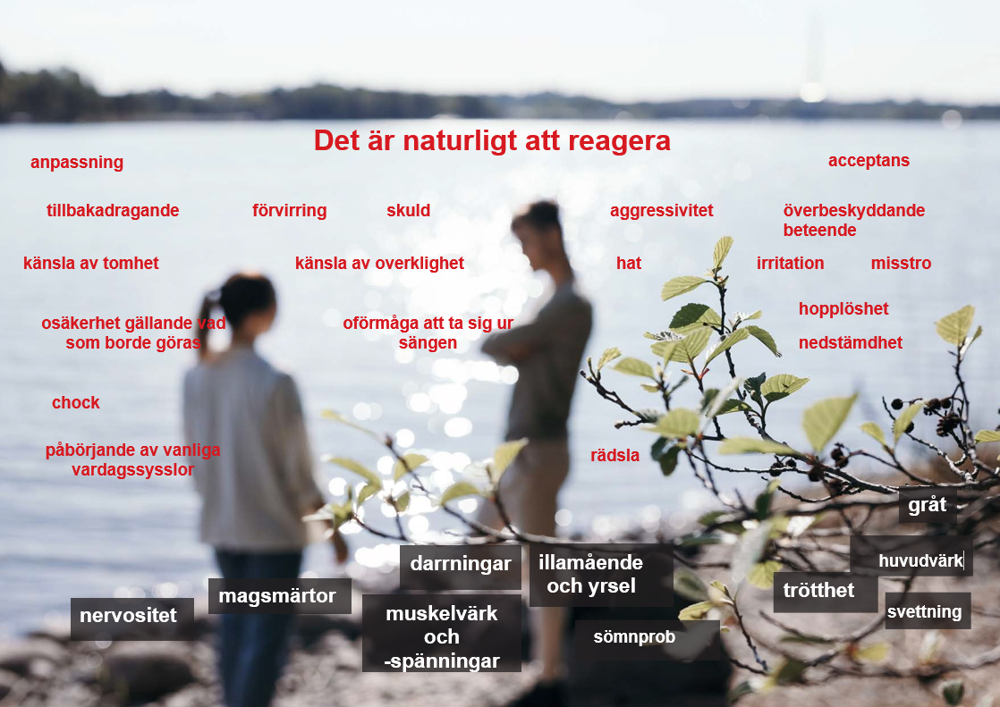 Det är naturligt att reagera
anpassning
acceptans
tillbakadragande
förvirring
skuld
aggressivitet
överbeskyddande
beteende
känsla av tomhet
känsla av overklighet
hat
irritation
misstro
hopplöshet
osäkerhet gällande vad
som borde göras
oförmåga att ta sig ur
sängen
nedstämdhet
chock
påbörjande av vanliga
vardagssysslor
rädsla
gråt
darrningar
illamående
och yrsel
huvudvärk
magsmärtor
trötthet
nervositet
muskelvärk
och
-spänningar
svettning
sömnprob